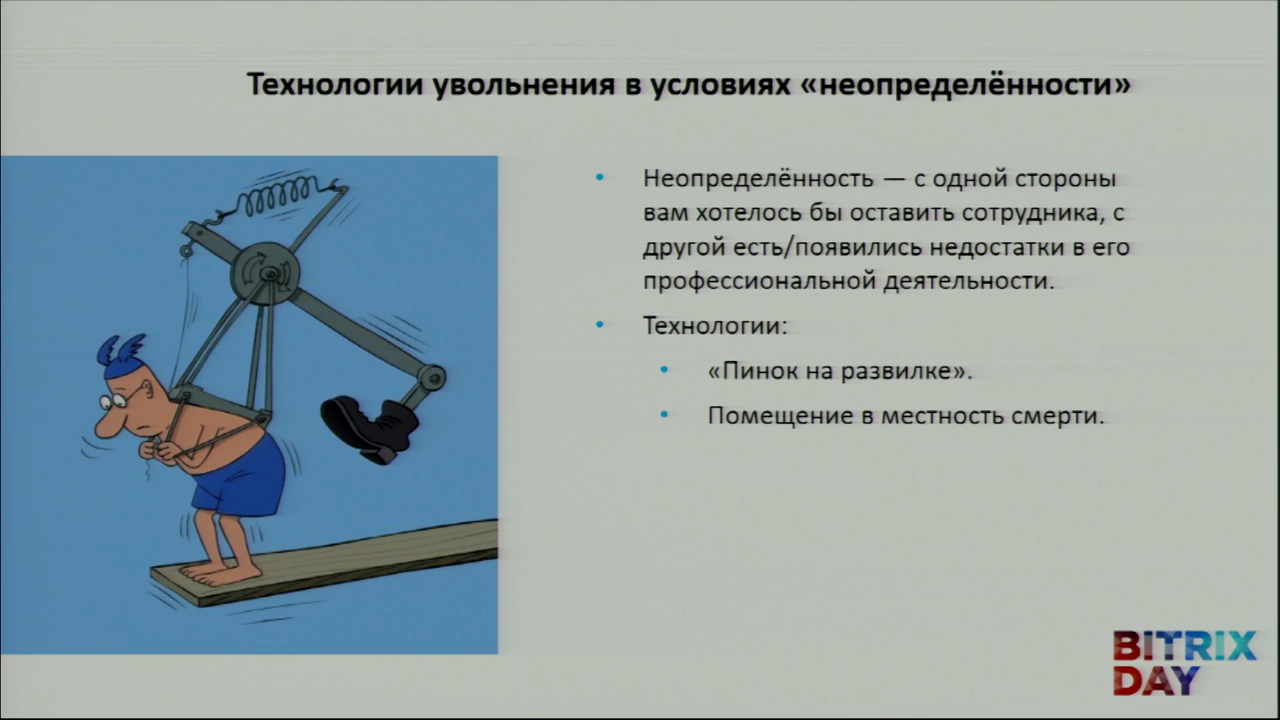 Технологии увольнения в условиях «неопределённости»
Неопределённость — с одной стороны
вам хотелось бы оставить сотрудника, с
другой есть/появились недостатки в его
профессиональной деятельности.
Технологии:
«Пинок на развилке».
Помещение в местность смерти.
BITRIX
DAY